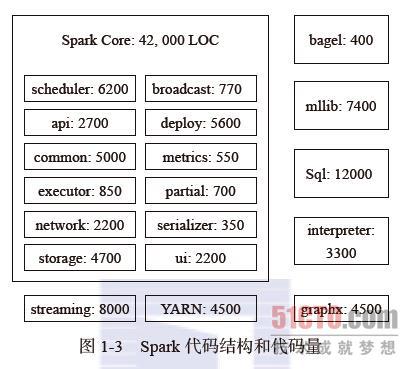 Spark Core: 42, 000 LOC
scheduler: 6200
broadcast: 770
api: 2700
deploy: 5600
common: 5000
metrics: 550
executor: 850
partial: 700
network: 2200
serializer: 350
storage: 4700
ui: 2200
bagel: 400
mllib: 7400
Sql: 12000
interpreter:
3300
streaming: 8000
YARN: 4500
graphx: 4500
51CTO.com
成就梦想
图 1-3 Spark 代码结构和代码量